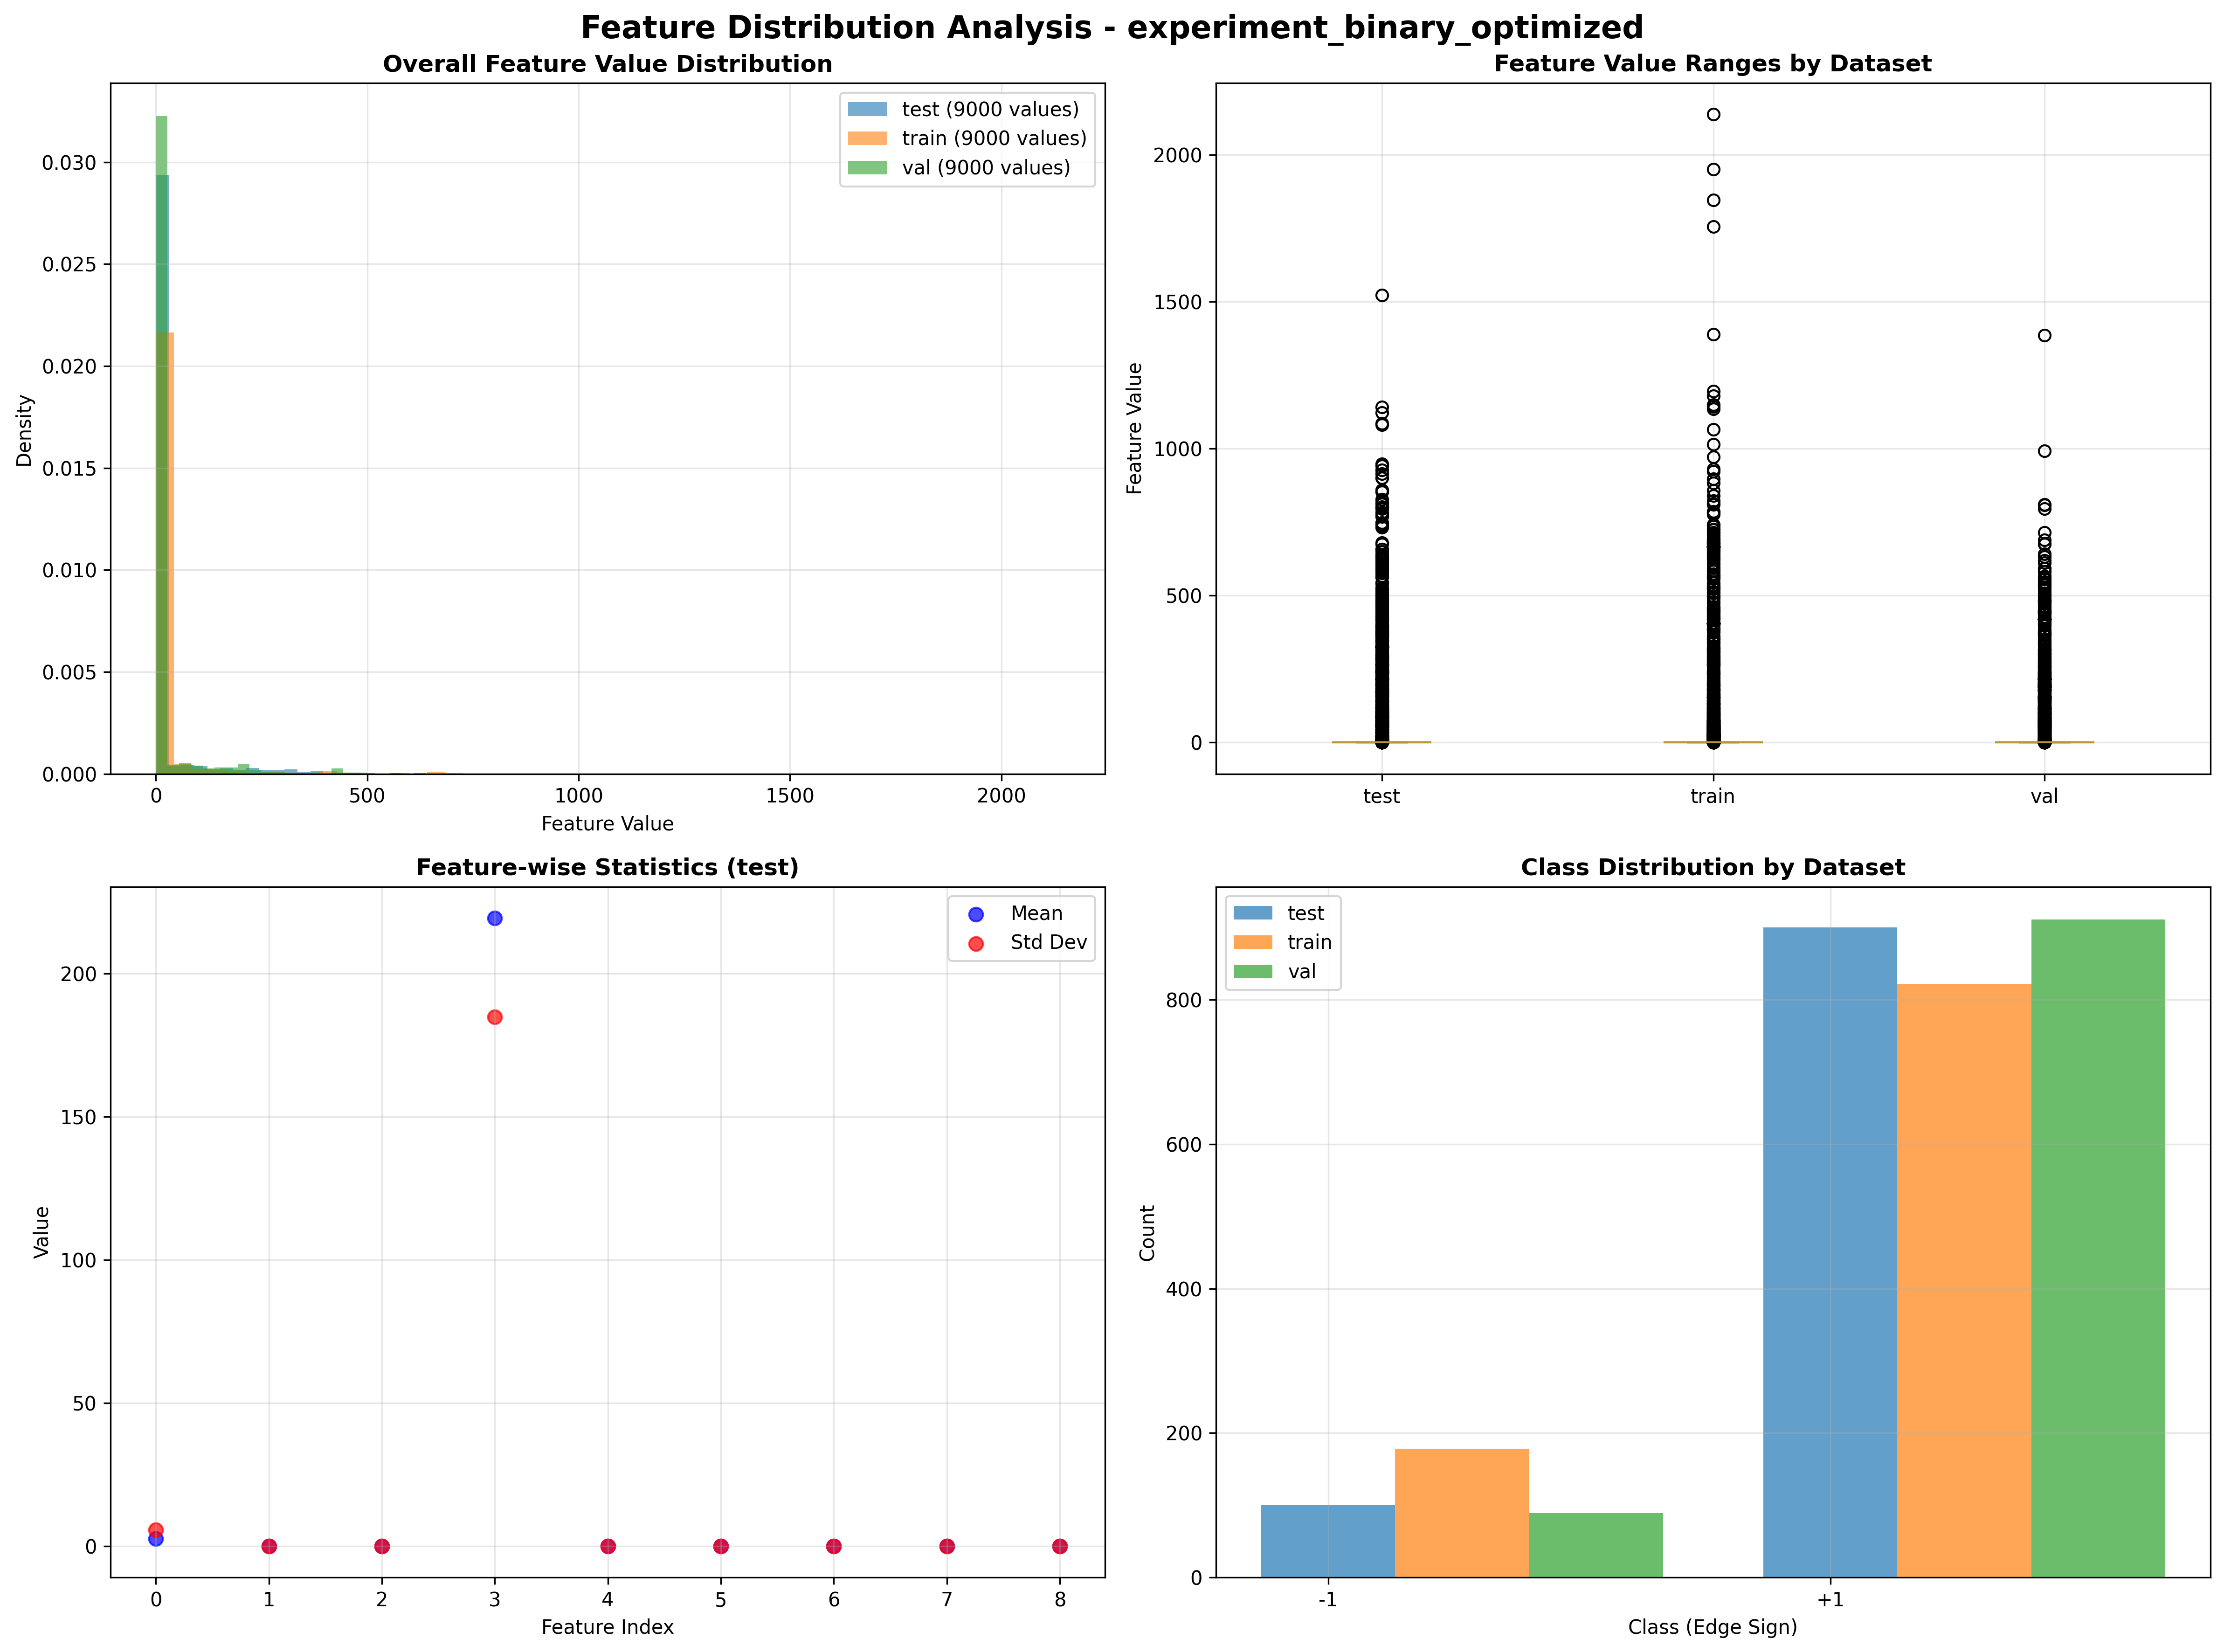 Feature Distribution Analysis - experiment_binary_optimized
Overall Feature Value Distribution
test (9000 values)
train (9000 values)
val (9000 values)
0.030
0.025
0.020
0.015
0.010
0.005
0.000
Density
0 500 1000 1500 2000
Feature Value
Feature Value Ranges by Dataset
2000
1500
1000
500
0
Feature Value
test train val
Feature-wise Statistics (test)
Mean
Std Dev
200
150
100
50
0
Value
0 1 2 3 4 5 6 7 8
Feature Index
Class Distribution by Dataset
test
train
val
800
600
400
200
0
Count
-1 +1
Class (Edge Sign)